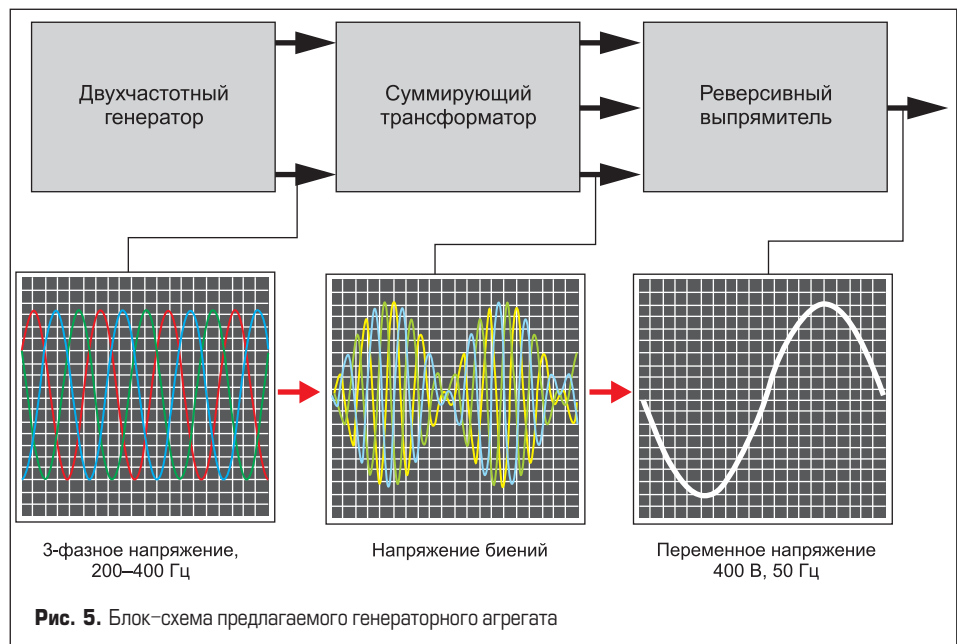 Двухчастотный
генератор
Суммирующий
трансформатор
Реверсивный
выпрямитель
3-фазное напряжение,
200–400 Гц
Напряжение биений
Переменное напряжение
400 В, 50 Гц
Рис. 5. Блок-схема предлагаемого генераторного агрегата